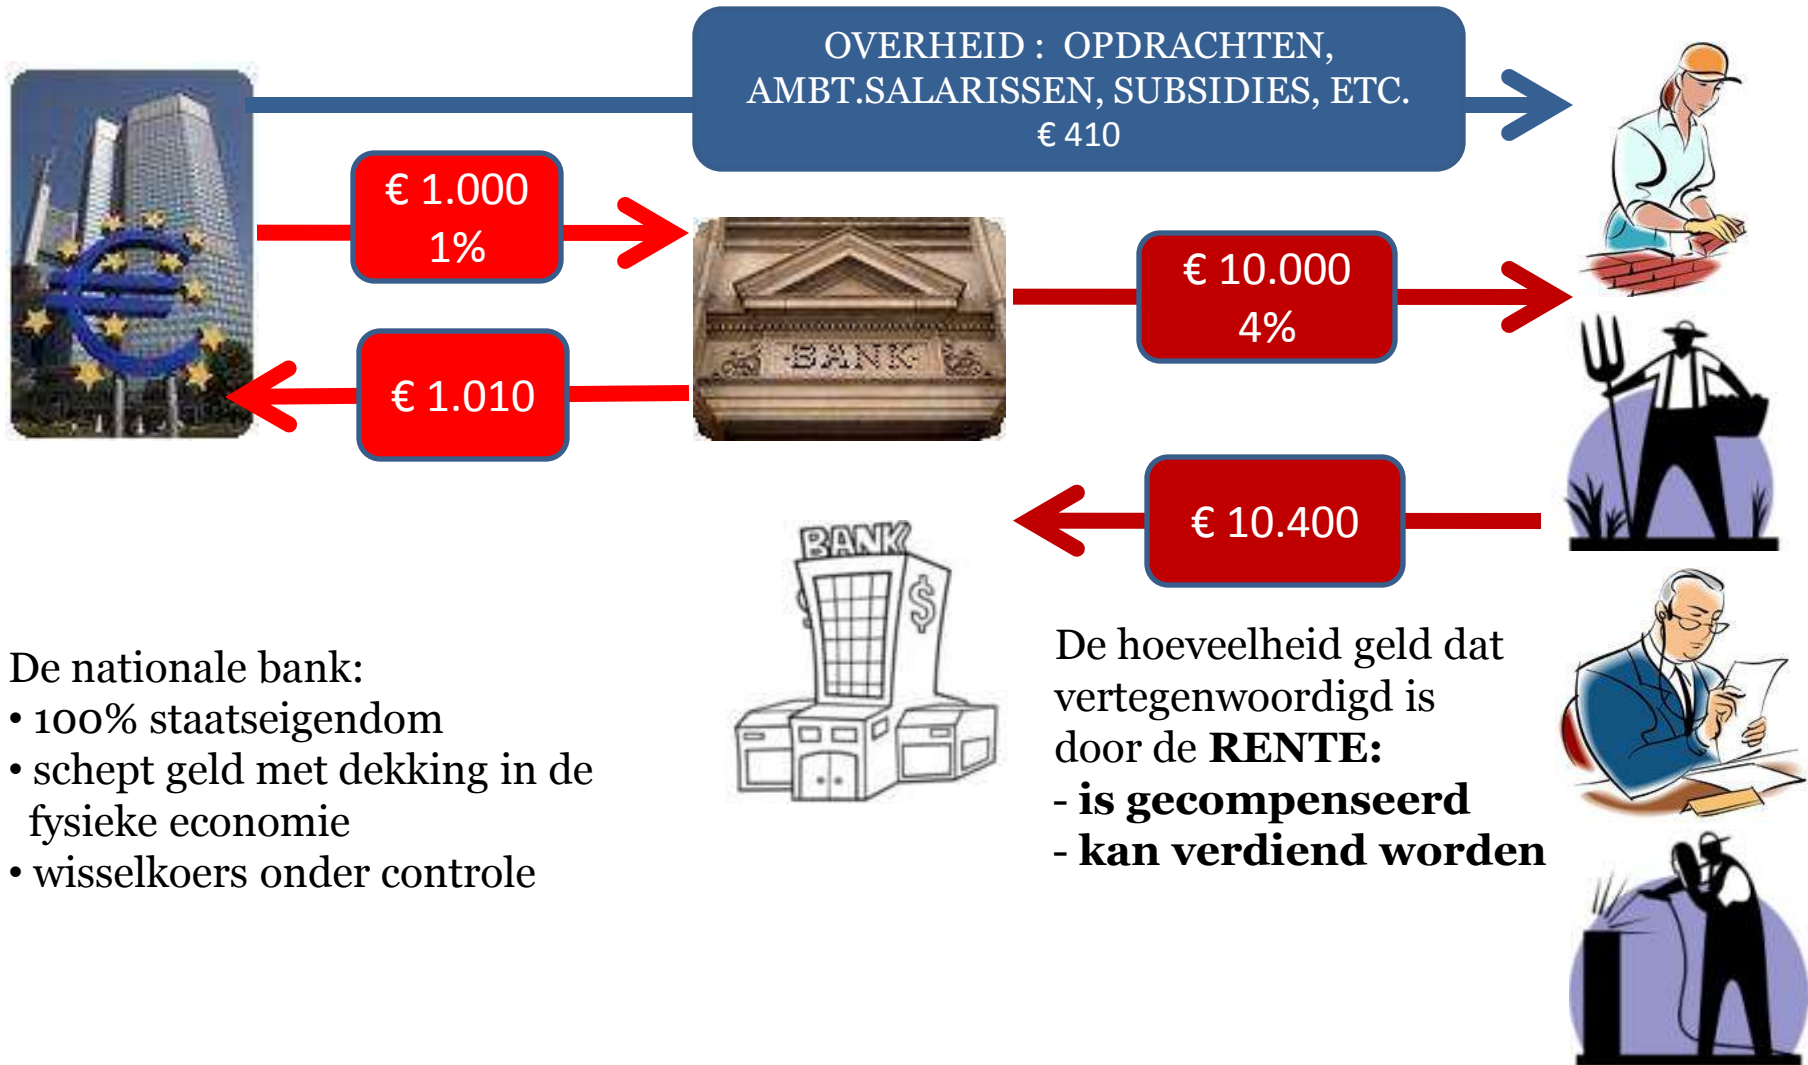 OVERHEID : OPDRACHTEN,
AMBT.SALARISSEN, SUBSIDIES, ETC.
€ 410
€ 1.000
1%
BANK
€ 10.000
4%
€ 1.010
€ 10.400
BANK
$
De nationale bank:
• 100% staatseigendom
• schept geld met dekking in de
fysieke economie
• wisselkoers onder controle
De hoeveelheid geld dat
vertegenwoordigd is
door de RENTE:
- is gecompenseerd
- kan verdiend worden